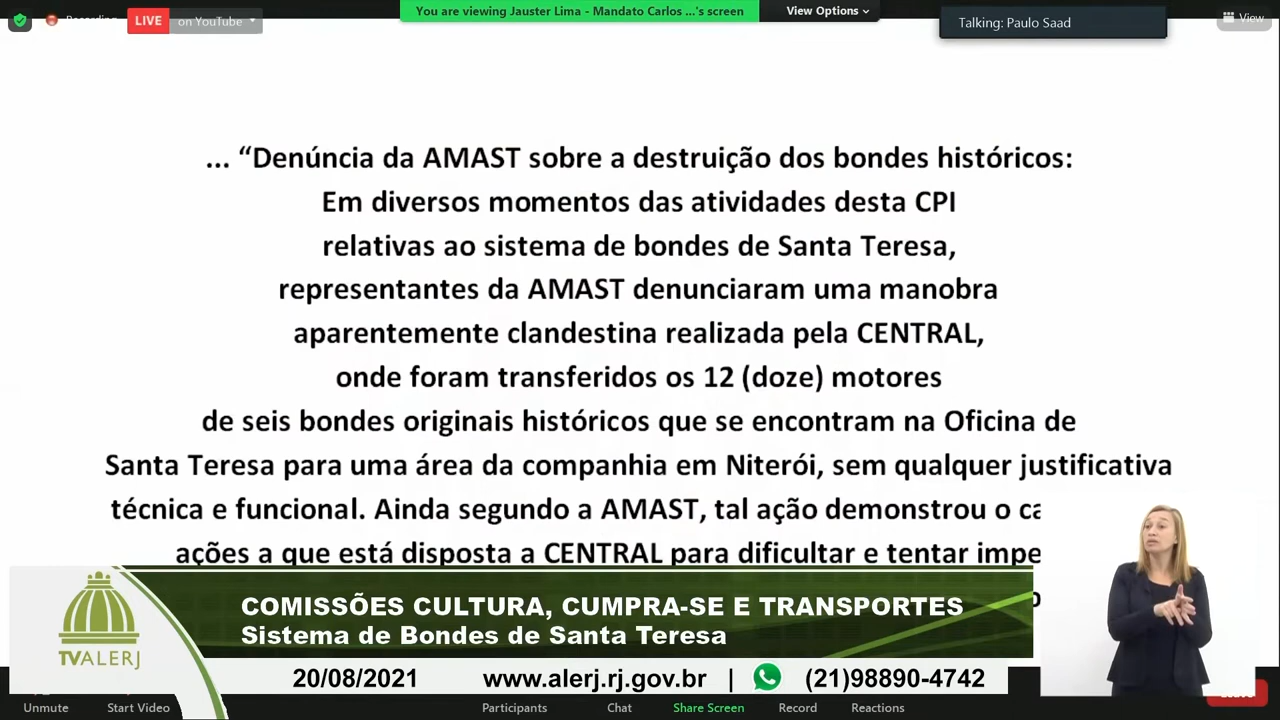 Recording
LIVE
on YouTube
You are viewing Jauster Lima - Mandato Carlos ...'s screen
View Options
Talking: Paulo Saad
View
... “Denúncia da AMAST sobre a destruição dos bondes históricos:
Em diversos momentos das atividades desta CPI
relativas ao sistema de bondes de Santa Teresa,
representantes da AMAST denunciaram uma manobra
aparentemente clandestina realizada pela CENTRAL,
onde foram transferidos os 12 (doze) motores
de seis bondes originais históricos que se encontram na Oficina de
Santa Teresa para uma área da companhia em Niterói, sem qualquer justificativa
técnica e funcional. Ainda segundo a AMAST, tal ação demonstrou o ca
ações a que está disposta a CENTRAL para dificultar e tentar impe
COMISSÕES CULTURA, CUMPRA-SE E TRANSPORTES
Sistema de Bondes de Santa Teresa
TVALERJ
20/08/2021 www.alerj.rj.gov.br | (21)98890-4742
Unmute
Start Video
Participants
Chat
Share Screen
Record
Reactions